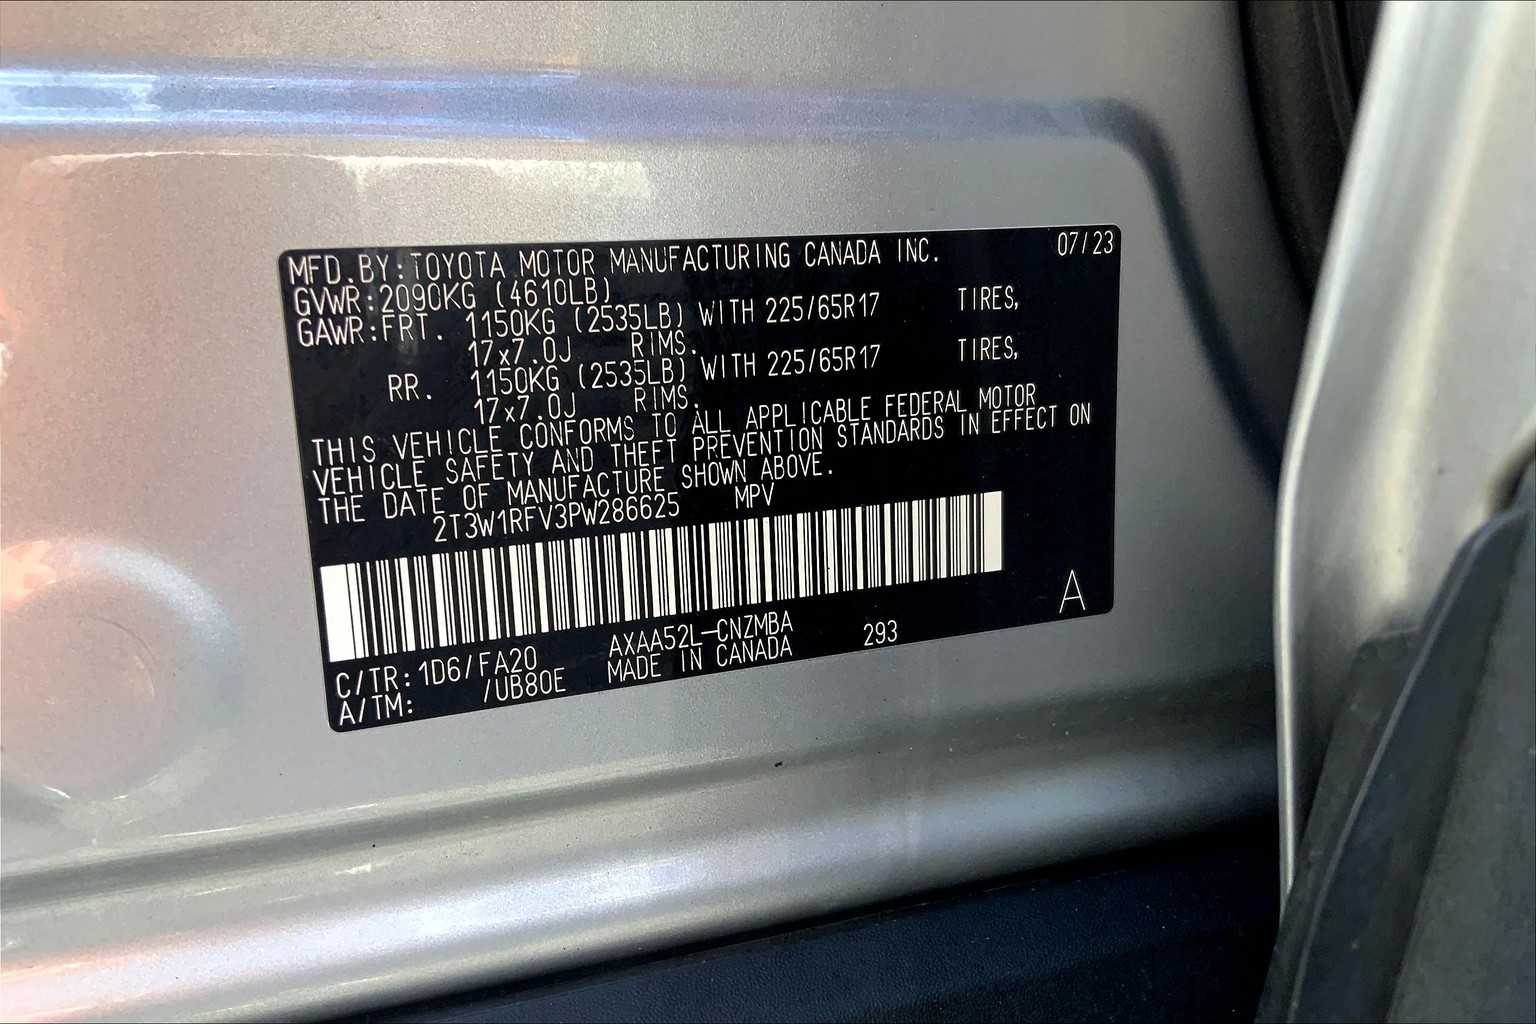 MFD.BY:TOYOTA MOTOR MANUFACTURING CANADA INC. 07/23
GVWR:2090KG (4610LB)
GAWR:FRT. 1150KG (2535LB) WITH 225/65R17 TIRES,
17x7.0J RIMS.
RR. 1150KG (2535LB) WITH 225/65R17 TIRES,
17x7.0J RIMS.
THIS VEHICLE CONFORMS TO ALL APPLICABLE FEDERAL MOTOR
VEHICLE SAFETY AND THEFT PREVENTION STANDARDS IN EFFECT ON
THE DATE OF MANUFACTURE SHOWN ABOVE.
2T3W1RFV3PW286625 MPV
A
C/TR:1D6/FA20 AXAA52L-CNZMBA 293
A/TM: /UB80E MADE IN CANADA